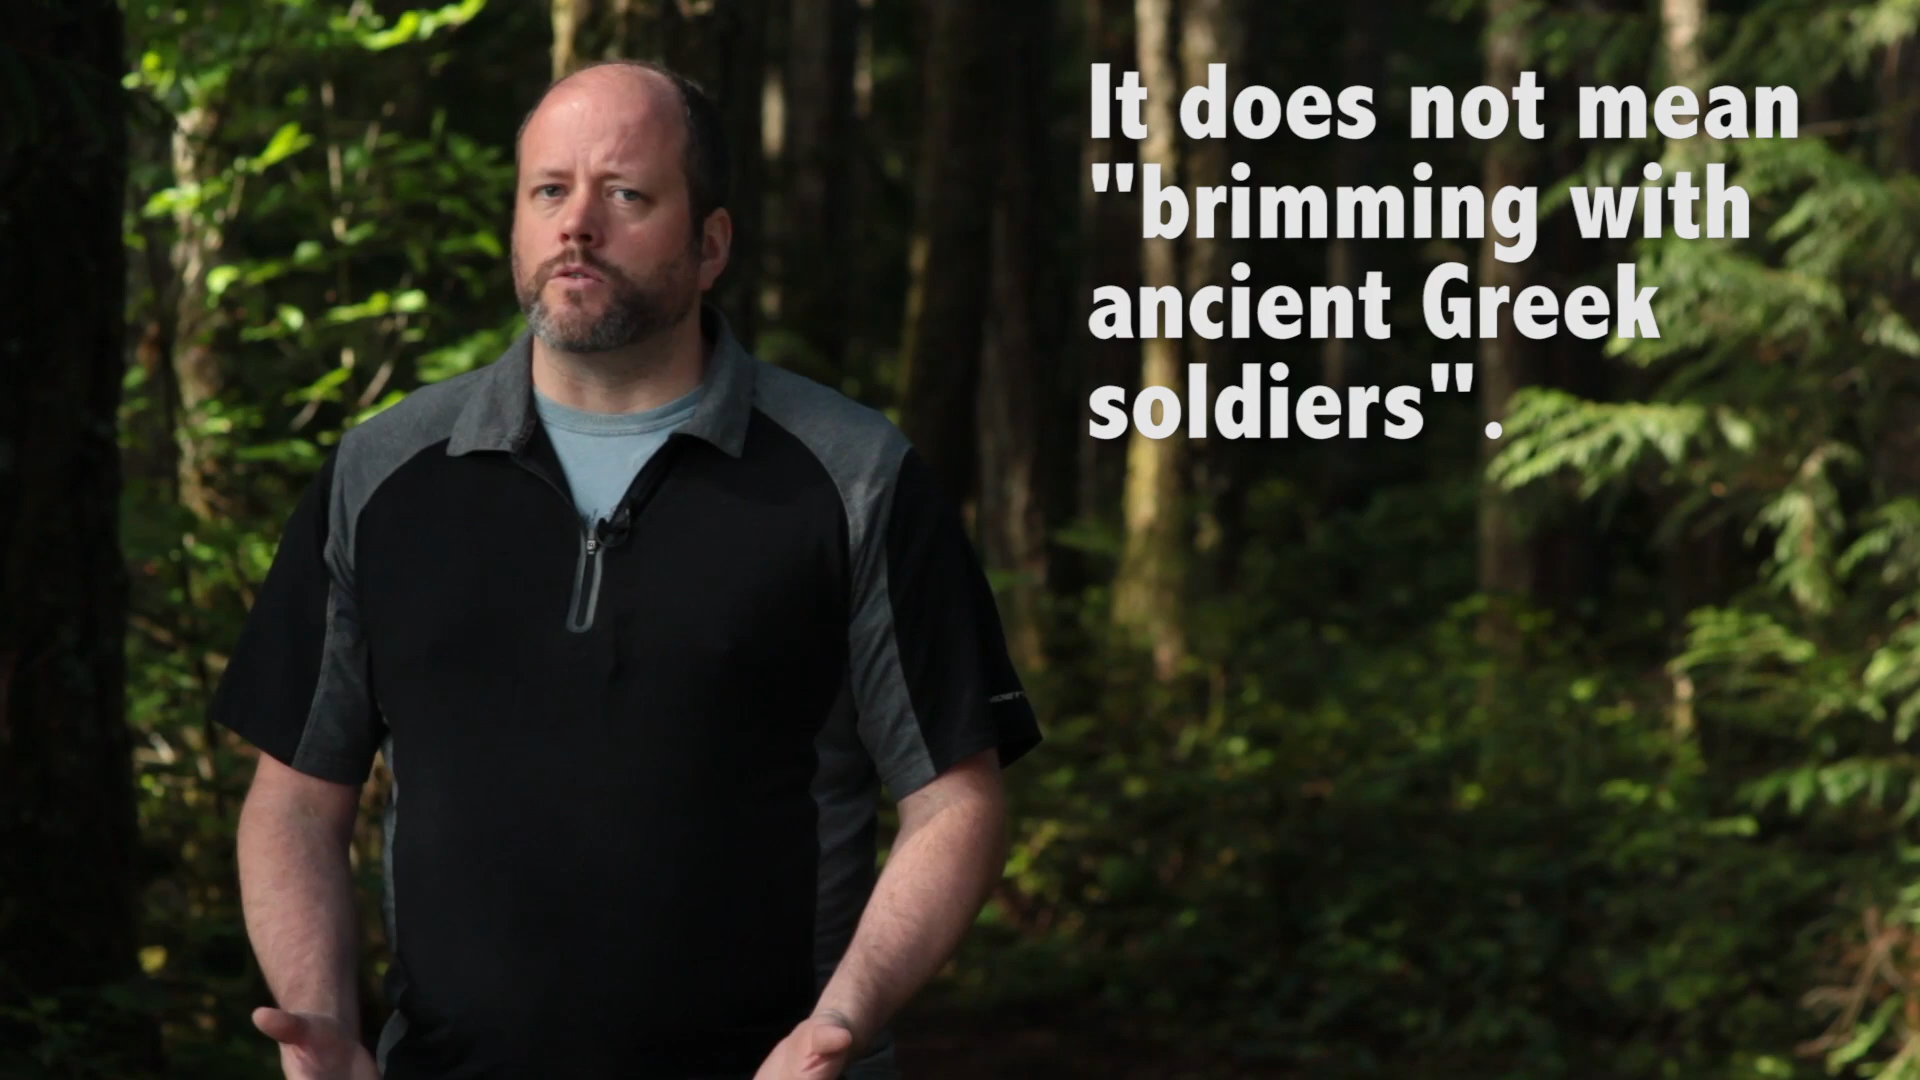 It does not mean
"brimming with
ancient Greek
soldiers".